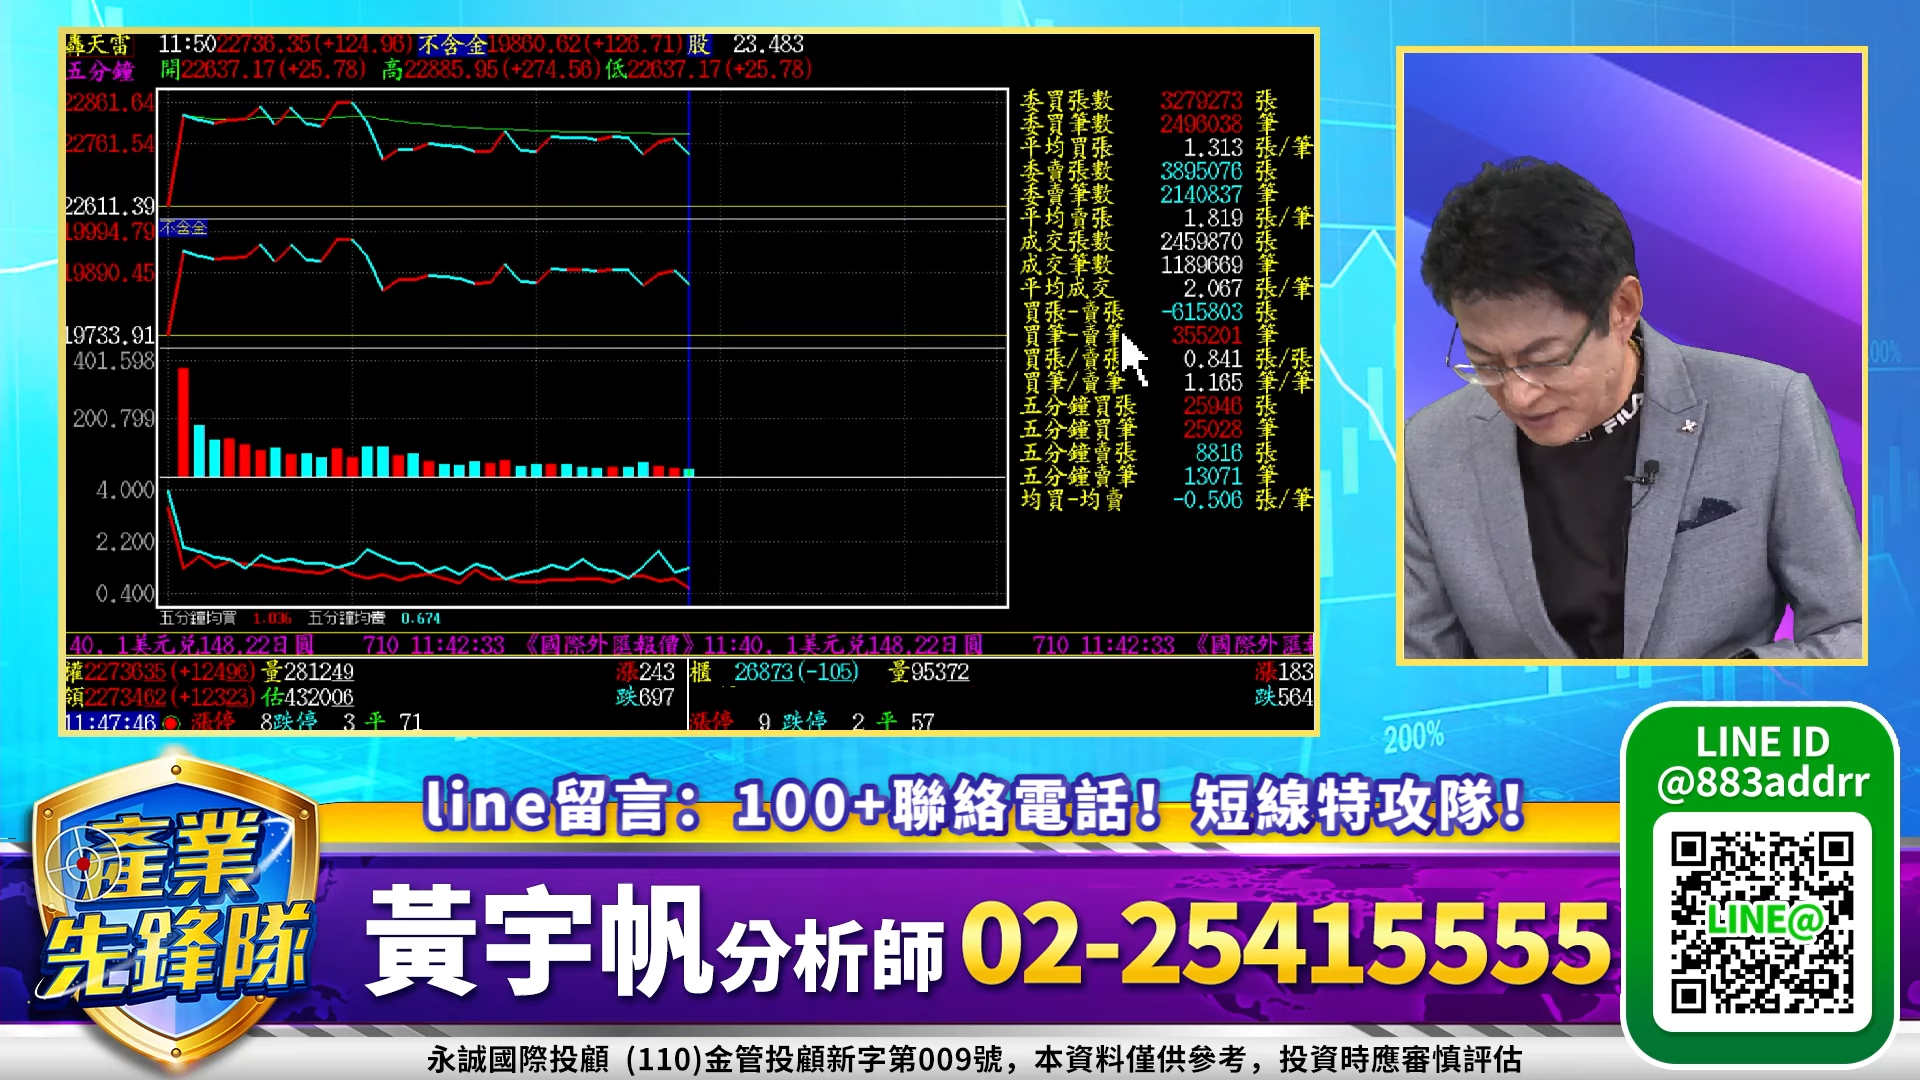 轟天雷 11:50 22736.35(+124.96) 不含金19860.62(+126.71) 股 23.483
五分鐘 開22637.17(+25.78) 高22885.95(+274.56) 低22637.17(+25.78)
22861.64
22761.54
22611.39
19994.79 不含金
19890.45
19733.91
401.598
200.799
4.000
2.200
0.400
五分鐘均買 1.036 五分鐘均賣 0.674
委買張數 3279273 張
委買筆數 2496038 筆
平均買張 1.313 張/筆
委賣張數 3895076 張
委賣筆數 2140837 筆
平均賣張 1.819 張/筆
成交張數 2459870 張
成交筆數 1189669 筆
平均成交 2.067 張/筆
買張-賣張 -615803 張
買筆-賣筆 355201 筆
買張/賣張 0.841 張/張
買筆/賣筆 1.165 筆/筆
五分鐘買張 25946 張
五分鐘買筆 25028 筆
五分鐘賣張 8816 張
五分鐘賣筆 13071 筆
均買-均賣 -0.506 張/筆
40, 1美元兌148.22日圓 710 11:42:33 《國際外匯報價》11:40, 1美元兌148.22日圓 710 11:42:33 《國際外匯
權2273635(+12496) 量281249 漲243 櫃 26873(-105) 量95372 漲183
領2273462(+12323) 估432006 跌697 跌564
11:47:46 漲停 8跌停 3 平 71 漲停 9 跌停 2 平 57
FILA
100%
200%
LINE ID
@883addrr
LINE@
line留言：100+聯絡電話！短線特攻隊！
產業
先鋒隊
黃宇帆分析師 02-25415555
永誠國際投顧 (110)金管投顧新字第009號，本資料僅供參考，投資時應審慎評估